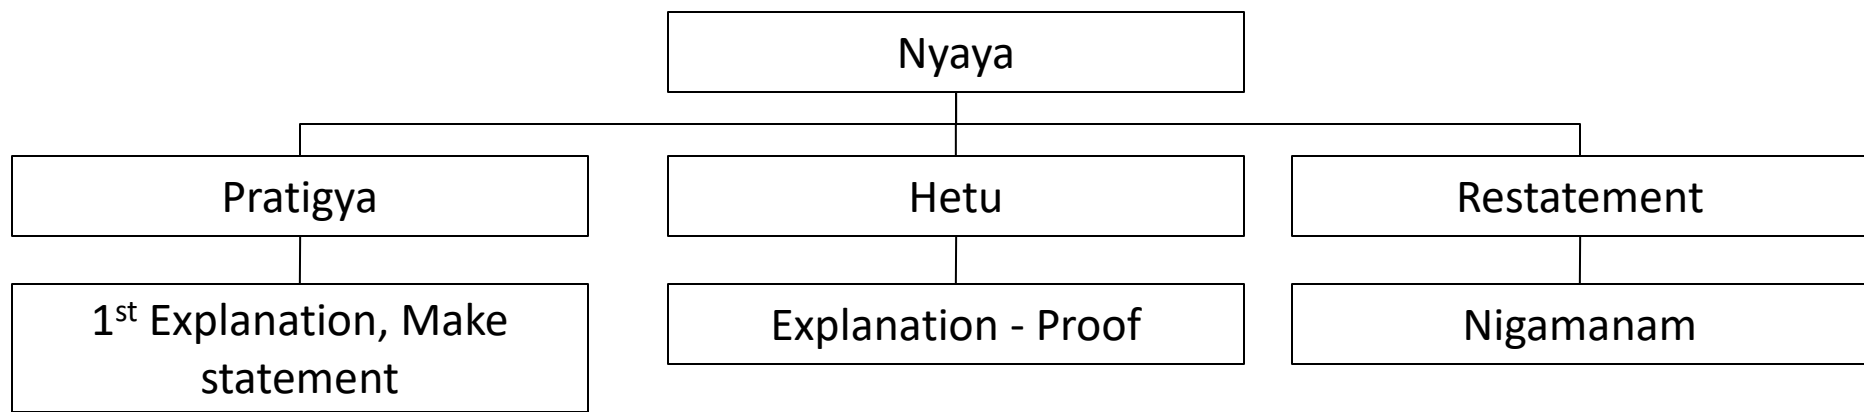 Nyaya
Pratigya
Hetu
Restatement
1st Explanation, Make
statement
Explanation - Proof
Nigamanam